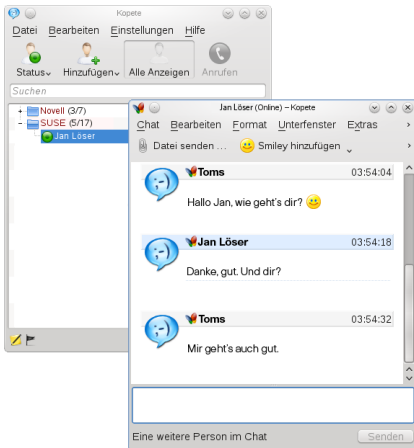 Kopete
Datei Bearbeiten Einstellungen Hilfe
Status Hinzufügen Alle Anzeigen Anrufen
Suchen
Novell (3/7)
SUSE (5/17)
Jan Löser
Jan Löser (Online) – Kopete
Chat Bearbeiten Format Unterfenster Extras
Datei senden ... Smiley hinzufügen
Toms 03:54:04
Hallo Jan, wie geht's dir?
Jan Löser 03:54:18
Danke, gut. Und dir?
Toms 03:54:32
Mir geht's auch gut.
Eine weitere Person im Chat Senden